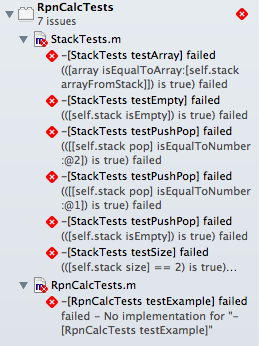 RpnCalcTests
7 issues
StackTests.m
-[StackTests testArray] failed
(([array isEqualToArray:[self.stack
arrayFromStack]]) is true) failed
-[StackTests testEmpty] failed
(([self.stack isEmpty]) is true) failed
-[StackTests testPushPop] failed
(([[self.stack pop] isEqualToNumber
:@2]) is true) failed
-[StackTests testPushPop] failed
(([[self.stack pop] isEqualToNumber
:@1]) is true) failed
-[StackTests testPushPop] failed
(([self.stack isEmpty]) is true) failed
-[StackTests testSize] failed
(([self.stack size] == 2) is true)...
RpnCalcTests.m
-[RpnCalcTests testExample] failed
failed - No implementation for "-
[RpnCalcTests testExample]"